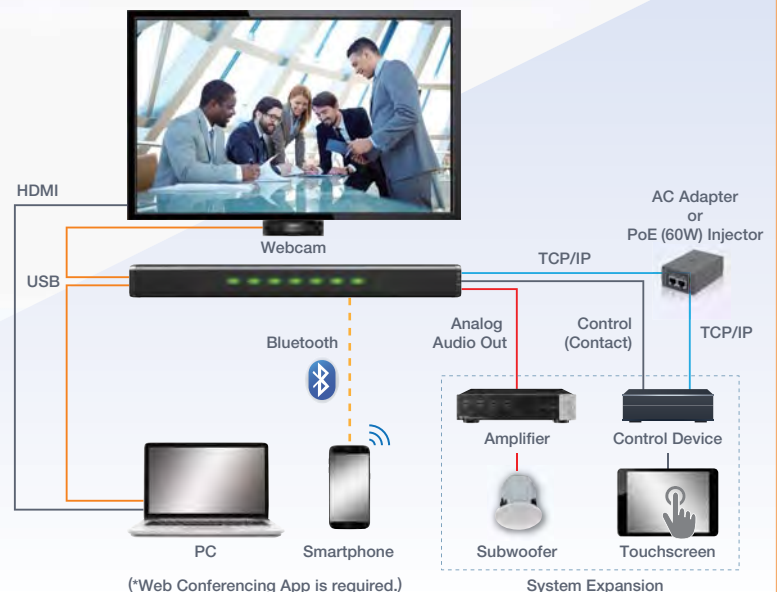 HDMI
AC Adapter
or
PoE (60W) Injector
Webcam
TCP/IP
USB
Bluetooth
Analog
Audio Out
Control
(Contact)
TCP/IP
Amplifier
Control Device
PC
Smartphone
Subwoofer
Touchscreen
(*Web Conferencing App is required.)
System Expansion